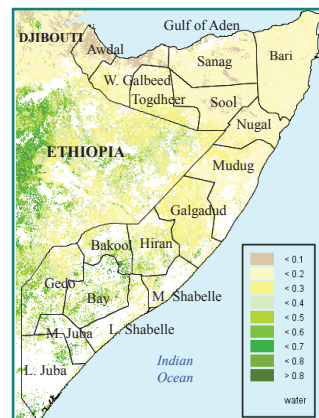 Gulf of Aden
DJIBOUTI
Awdal
Sanag
Bari
W. Galbeed
Togdheer
Sool
Nugal
ETHIOPIA
Mudug
Galgadud
Bakool
Hiran
Gedo
Bay
M. Shabelle
M. Juba
L. Shabelle
L. Juba
Indian
Ocean
< 0.1
< 0.2
< 0.3
< 0.4
< 0.5
< 0.6
< 0.7
< 0.8
> 0.8
water